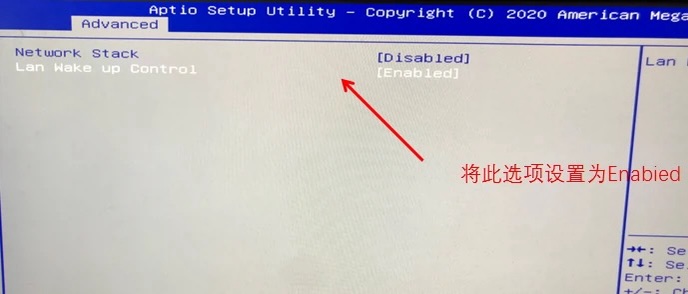 Aptio Setup Utility - Copyright (C) 2020 American Mega
Advanced
Network Stack [Disabled]
Lan Wake up Control [Enabled]
Lan
将此选项设置为Enabied
→←: Se
↑↓: Se
Enter:
+/-: Ch